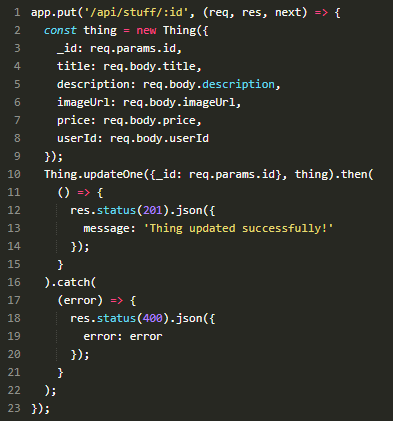 1 app.put('/api/stuff/:id', (req, res, next) => {
2   const thing = new Thing({
3     _id: req.params.id,
4     title: req.body.title,
5     description: req.body.description,
6     imageUrl: req.body.imageUrl,
7     price: req.body.price,
8     userId: req.body.userId
9   });
10   Thing.updateOne({_id: req.params.id}, thing).then(
11     () => {
12       res.status(201).json({
13         message: 'Thing updated successfully!'
14       });
15     }
16   ).catch(
17     (error) => {
18       res.status(400).json({
19         error: error
20       });
21     }
22   );
23 });